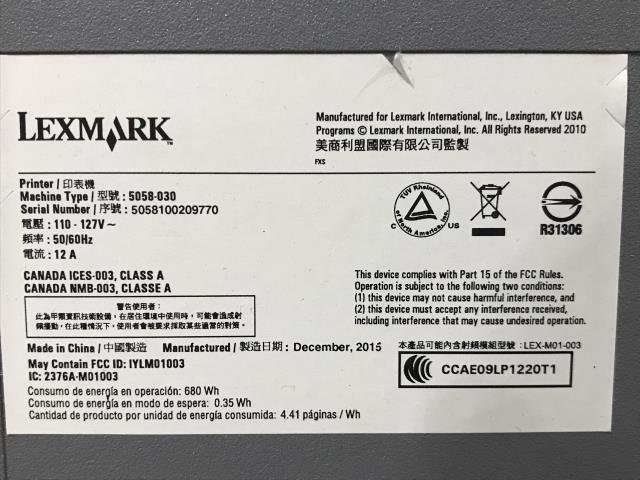 LEXMARK™
Manufactured for Lexmark International, Inc., Lexington, KY USA
Programs © Lexmark International, Inc. All Rights Reserved 2010
美商利盟國際有限公司監製
FXS
Printer / 印表機
Machine Type / 型號 : 5058-030
Serial Number / 序號 : 5058100209770
電壓 : 110 - 127V ~
頻率 : 50/60Hz
電流 : 12 A
TUV Rheinland
of North America, Inc.
C US
R31306
CANADA ICES-003, CLASS A
CANADA NMB-003, CLASSE A
警告使用者:
此為甲類資訊技術設備, 在居住環境中使用時, 可能會造成射
頻擾動, 在此種情況下, 使用者會被要求採取某些適當的對策。
This device complies with Part 15 of the FCC Rules.
Operation is subject to the following two conditions:
(1) this device may not cause harmful interference, and
(2) this device must accept any interference received,
including interference that may cause undesired operation.
Made in China / 中國製造 Manufactured / 製造日期 : December, 2015
本產品可能內含射頻模組型號: LEX-M01-003
May Contain FCC ID: IYLM01003
IC: 2376A-M01003
CCAE09LP1220T1
Consumo de energía en operación: 680 Wh
Consumo de energía en modo de espera: 0.35 Wh
Cantidad de producto por unidad de energía consumida: 4.41 páginas / Wh